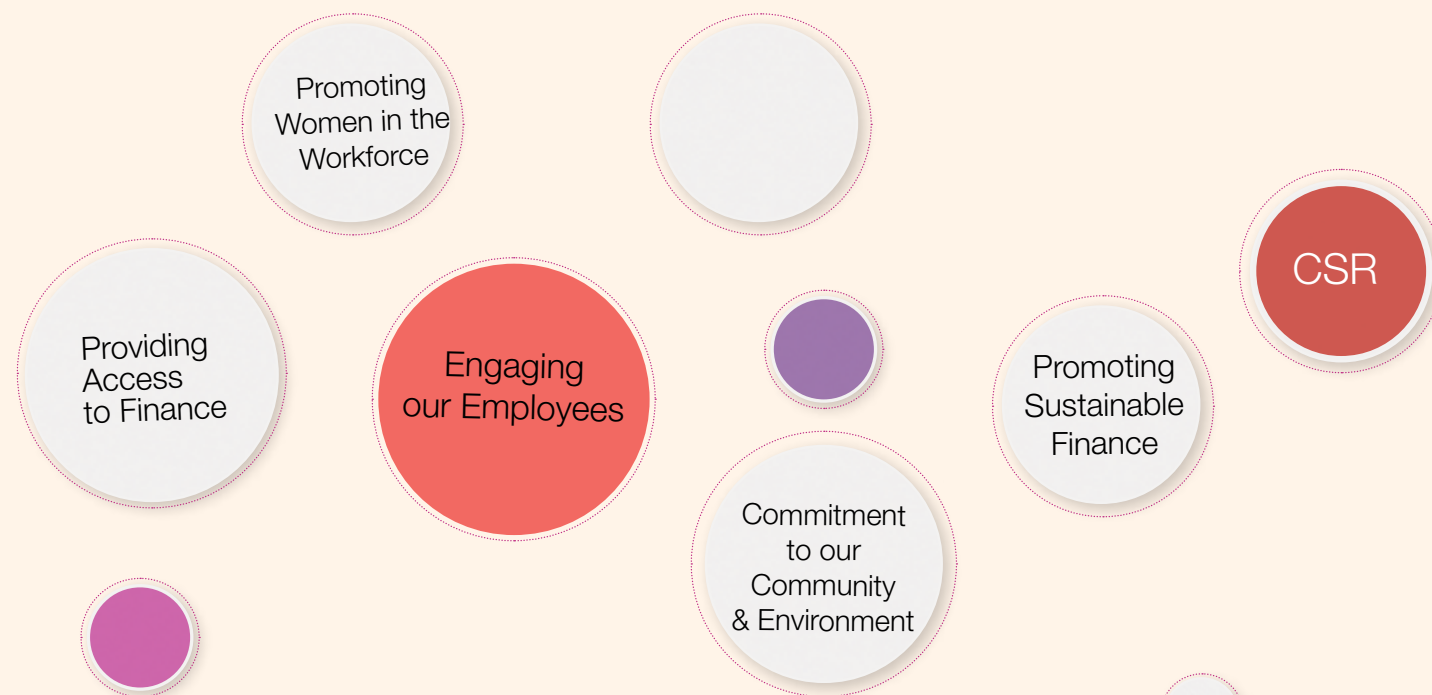 Promoting
Women in the
Workforce
CSR
Providing
Access
to Finance
Engaging
our Employees
Promoting
Sustainable
Finance
Commitment
to our
Community
& Environment